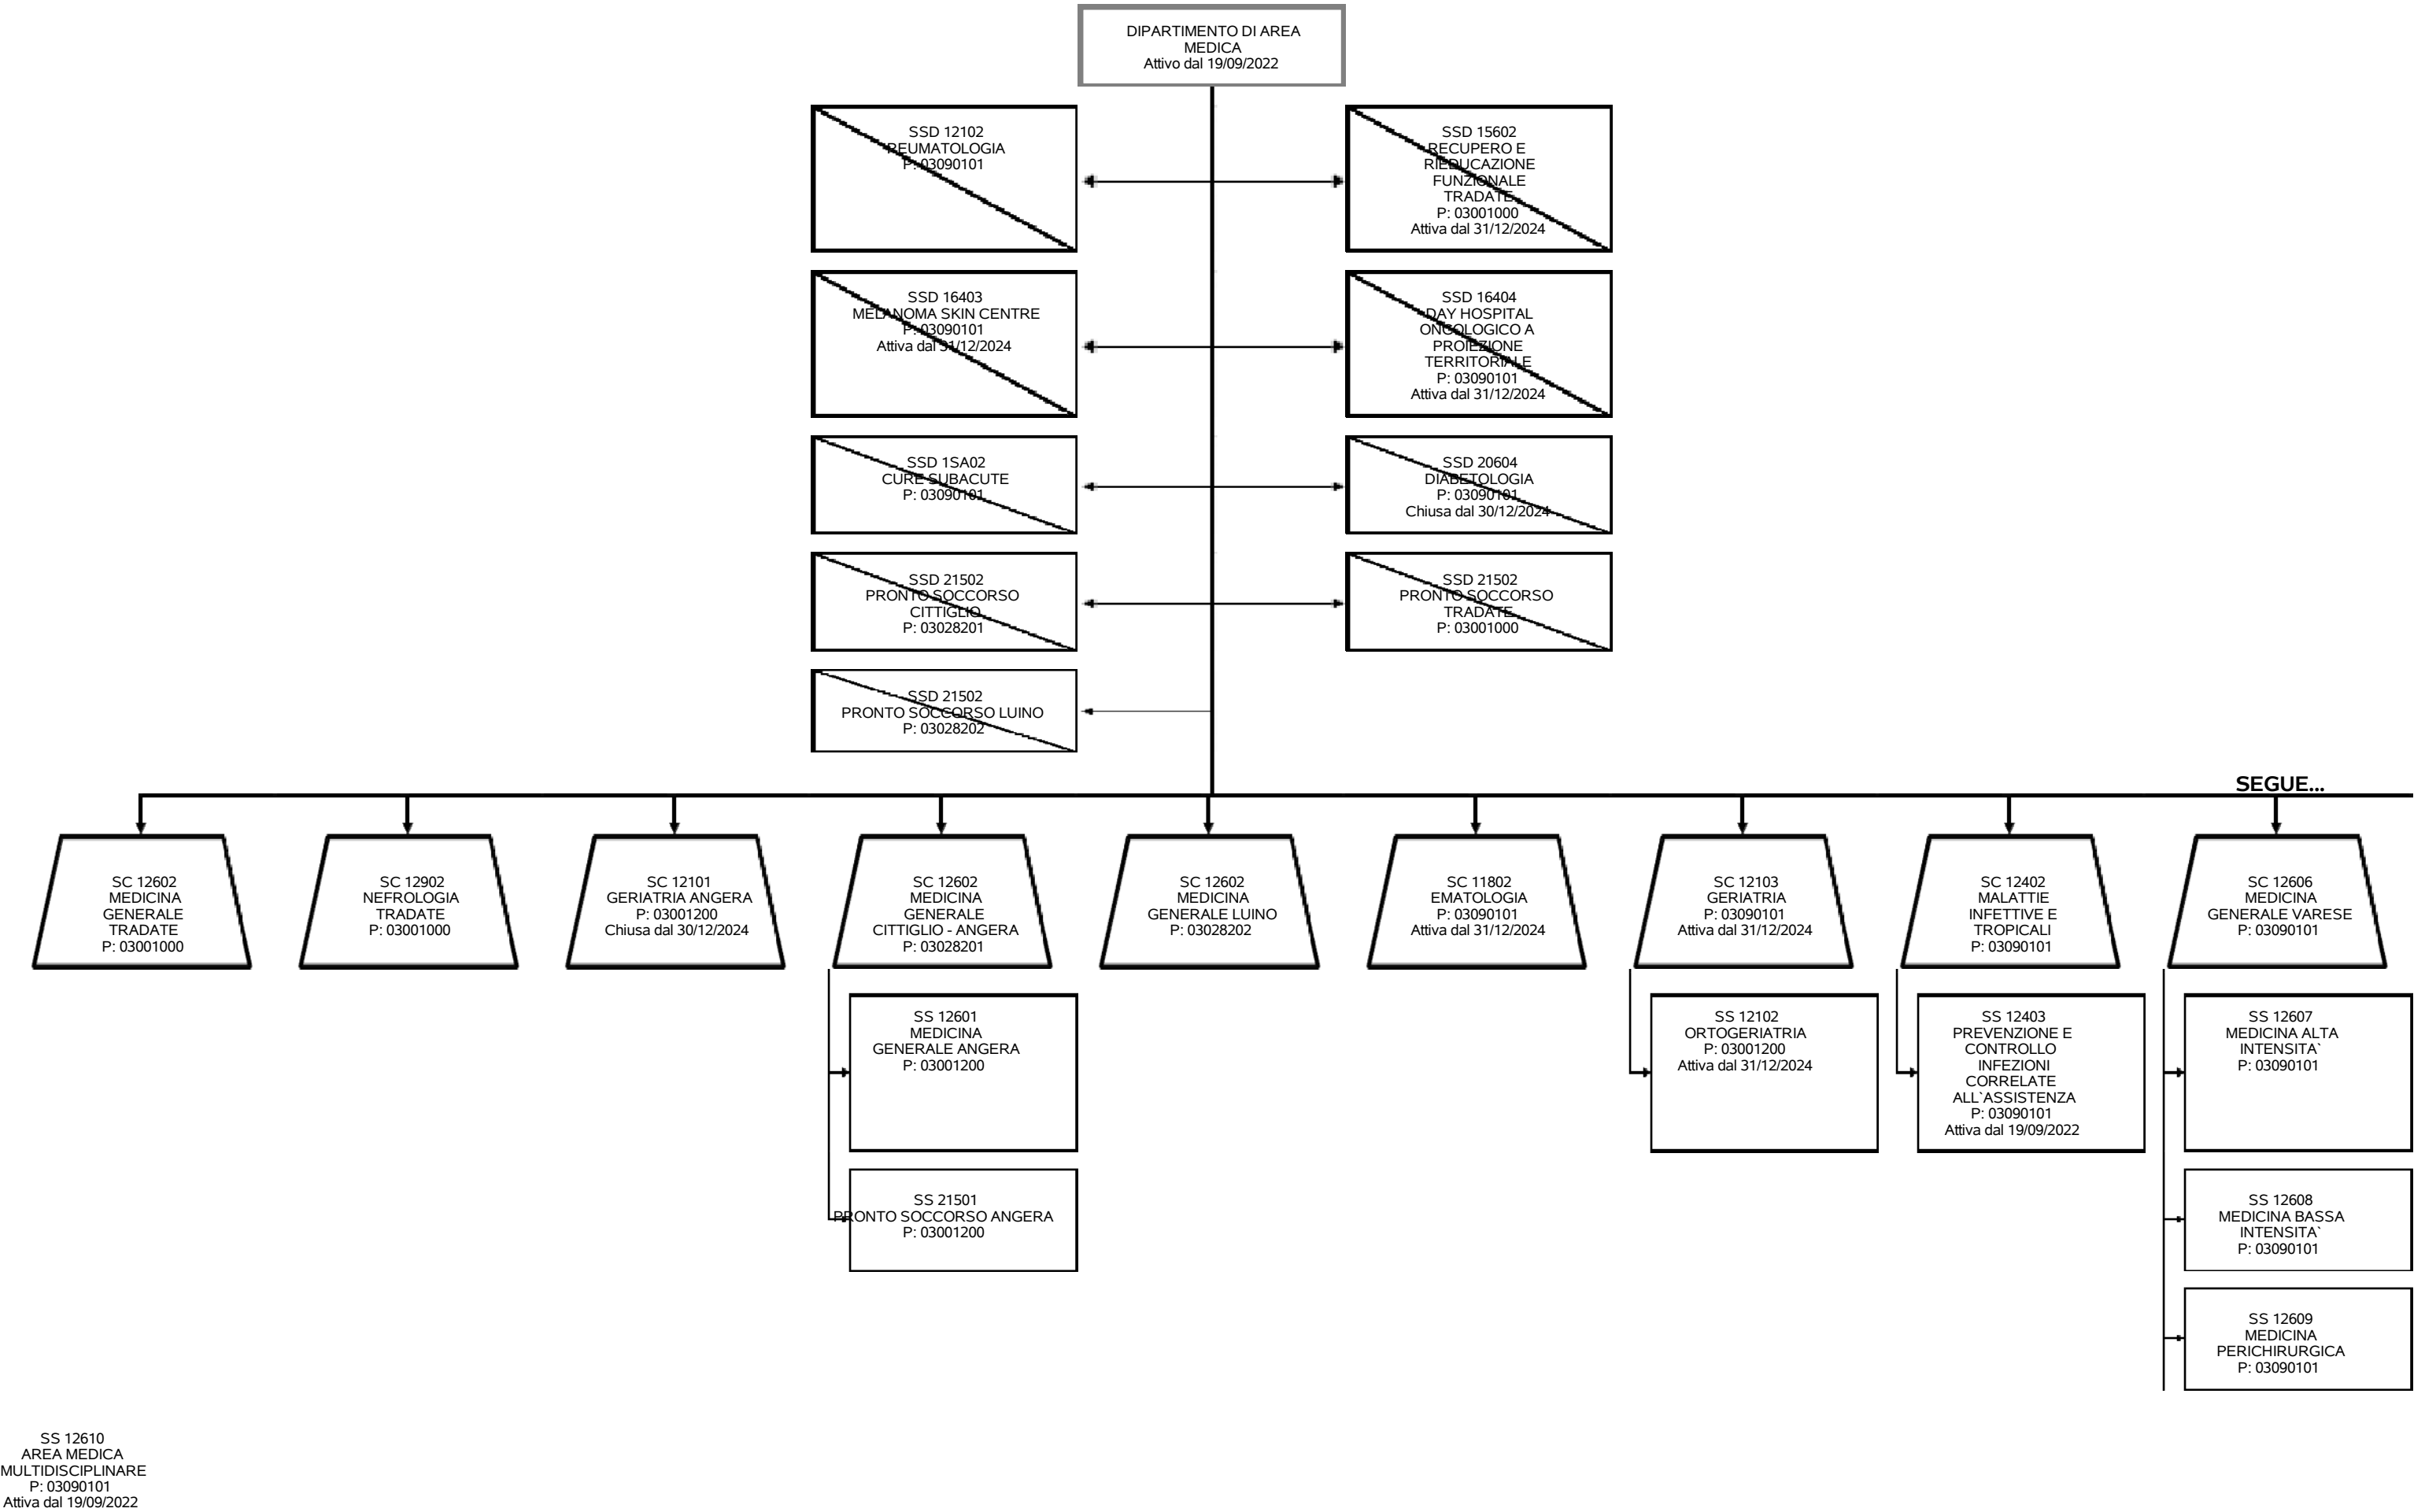 DIPARTIMENTO DI AREA
MEDICA
Attivo dal 19/09/2022
SSD 12102
REUMATOLOGIA
P: 03090101
SSD 15602
RECUPERO E
RIEDUCAZIONE
FUNZIONALE
TRADATE
P: 03001000
Attiva dal 31/12/2024
SSD 16403
MELANOMA SKIN CENTRE
P: 03090101
Attiva dal 31/12/2024
SSD 16404
DAY HOSPITAL
ONCOLOGICO A
PROIEZIONE
TERRITORIALE
P: 03090101
Attiva dal 31/12/2024
SSD 1SA02
CURE SUBACUTE
P: 03090101
SSD 20604
DIABETOLOGIA
P: 03090101
Chiusa dal 30/12/2024
SSD 21502
PRONTO SOCCORSO
CITTIGLIO
P: 03028201
SSD 21502
PRONTO SOCCORSO
TRADATE
P: 03001000
SSD 21502
PRONTO SOCCORSO LUINO
P: 03028202
SEGUE...
SC 12602
MEDICINA
GENERALE
TRADATE
P: 03001000
SC 12902
NEFROLOGIA
TRADATE
P: 03001000
SC 12101
GERIATRIA ANGERA
P: 03001200
Chiusa dal 30/12/2024
SC 12602
MEDICINA
GENERALE
CITTIGLIO - ANGERA
P: 03028201
SC 12602
MEDICINA
GENERALE LUINO
P: 03028202
SC 11802
EMATOLOGIA
P: 03090101
Attiva dal 31/12/2024
SC 12103
GERIATRIA
P: 03090101
Attiva dal 31/12/2024
SC 12402
MALATTIE
INFETTIVE E
TROPICALI
P: 03090101
SC 12606
MEDICINA
GENERALE VARESE
P: 03090101
SS 12601
MEDICINA
GENERALE ANGERA
P: 03001200
SS 12102
ORTOGERIATRIA
P: 03001200
Attiva dal 31/12/2024
SS 12403
PREVENZIONE E
CONTROLLO
INFEZIONI
CORRELATE
ALL`ASSISTENZA
P: 03090101
Attiva dal 19/09/2022
SS 12607
MEDICINA ALTA
INTENSITA`
P: 03090101
SS 21501
PRONTO SOCCORSO ANGERA
P: 03001200
SS 12608
MEDICINA BASSA
INTENSITA`
P: 03090101
SS 12609
MEDICINA
PERICHIRURGICA
P: 03090101
SS 12610
AREA MEDICA
MULTIDISCIPLINARE
P: 03090101
Attiva dal 19/09/2022